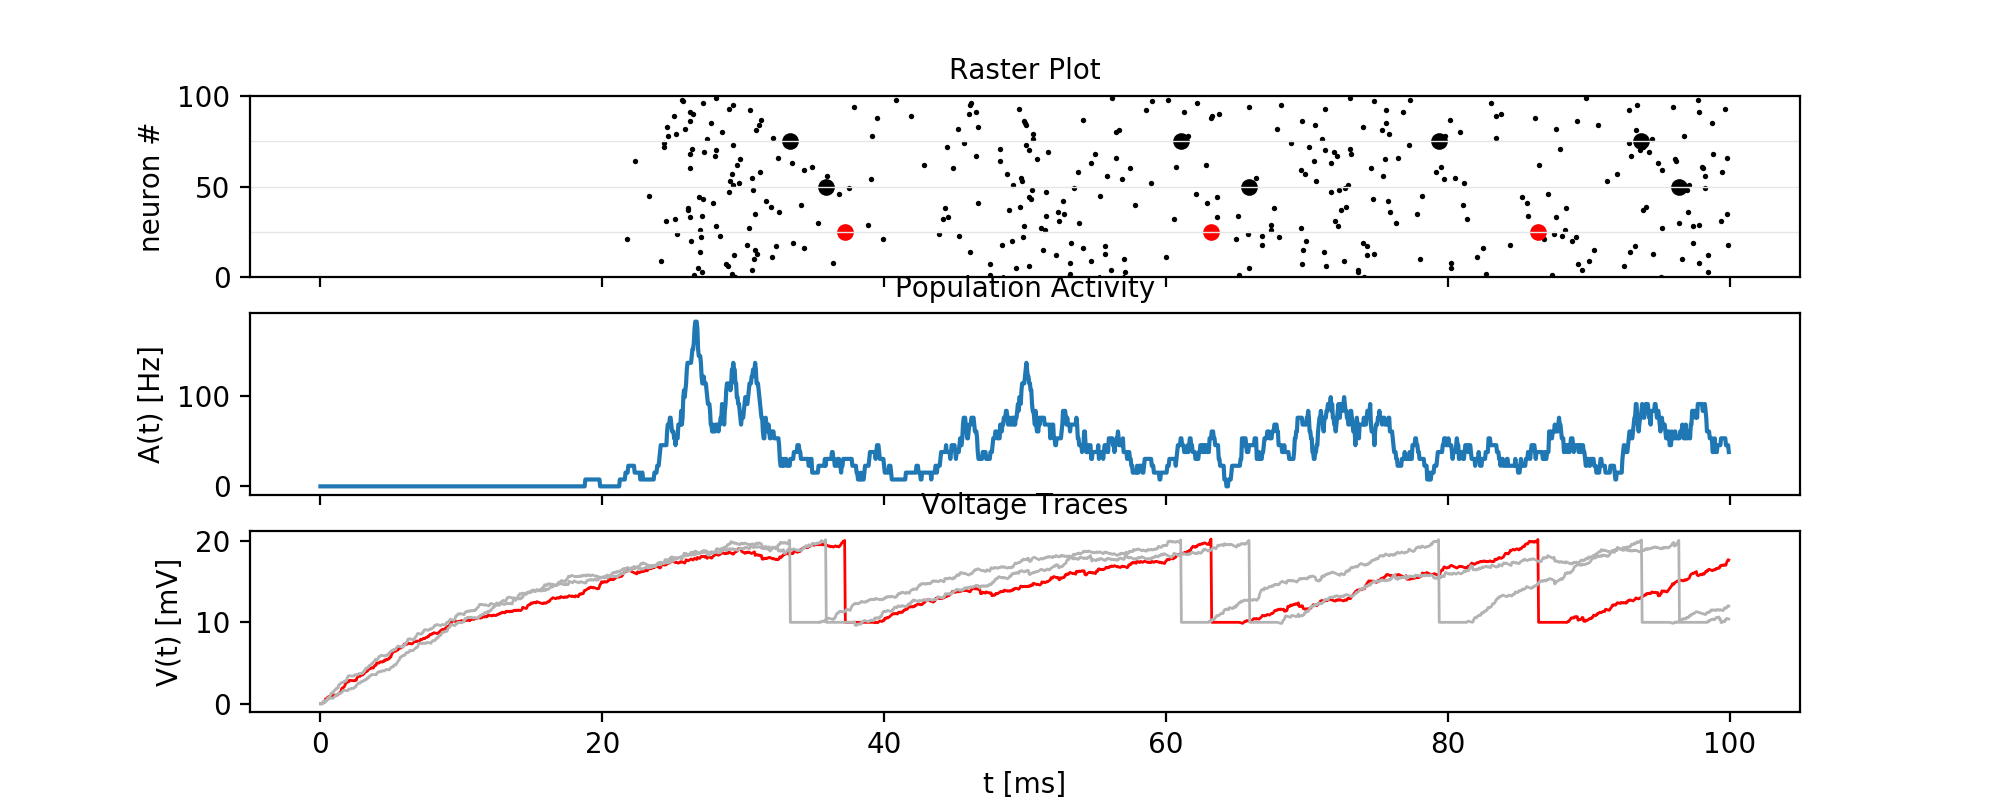 Raster Plot
neuron #
100
50
0
Population Activity
A(t) [Hz]
100
0
Voltage Traces
V(t) [mV]
20
10
0
0 20 40 60 80 100
t [ms]